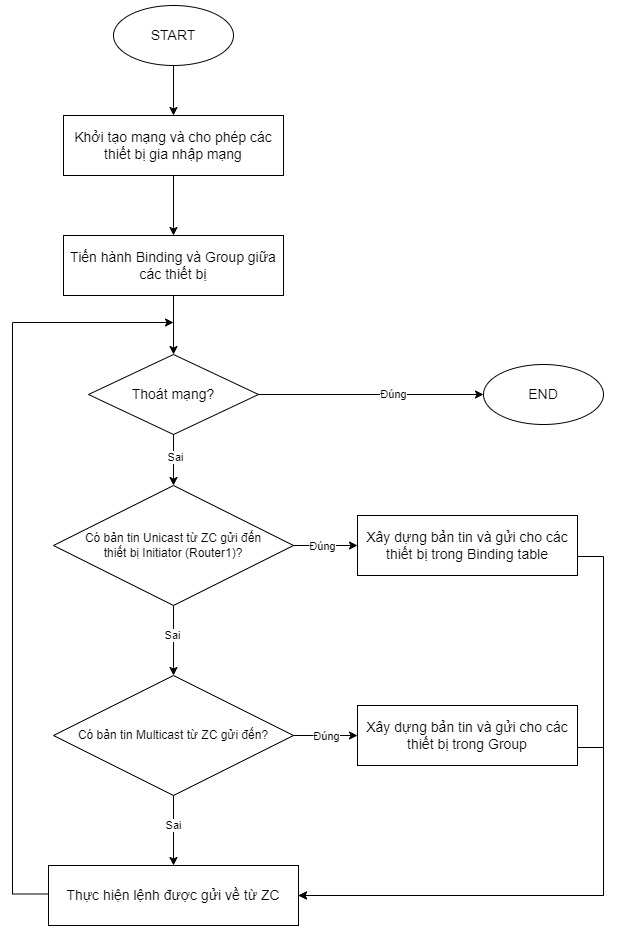 START
Khởi tạo mạng và cho phép các
thiết bị gia nhập mạng
Tiến hành Binding và Group giữa
các thiết bị
Thoát mạng?
Đúng
END
Sai
Có bản tin Unicast từ ZC gửi đến
thiết bị Initiator (Router1)?
Đúng
Xây dựng bản tin và gửi cho các
thiết bị trong Binding table
Sai
Có bản tin Multicast từ ZC gửi đến?
Đúng
Xây dựng bản tin và gửi cho các
thiết bị trong Group
Sai
Thực hiện lệnh được gửi về từ ZC